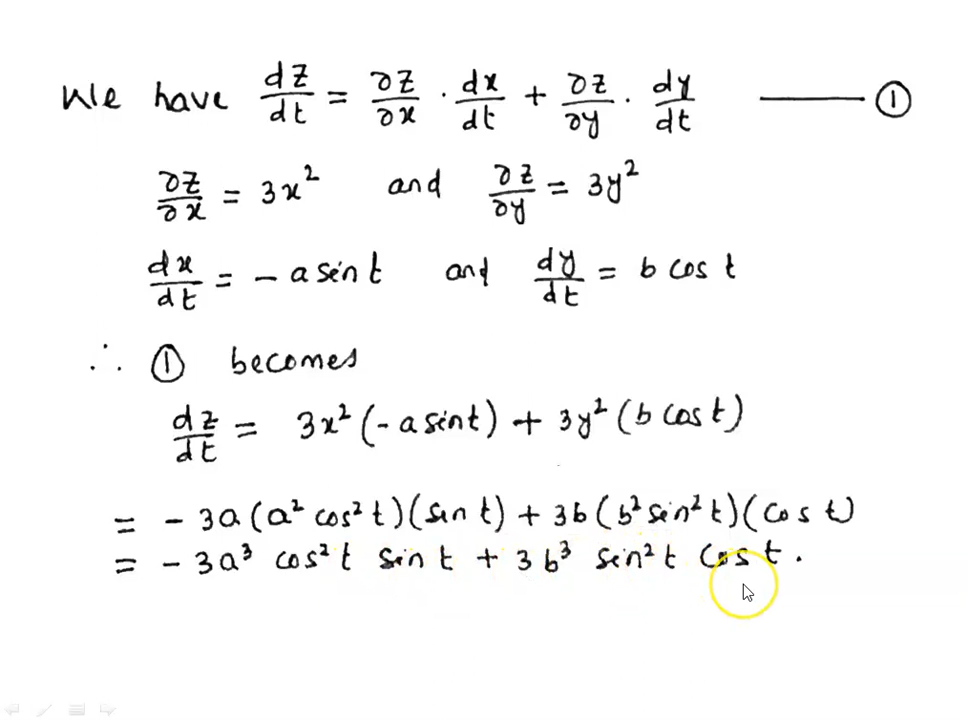 We have dz/dt = ∂z/∂x · dx/dt + ∂z/∂y · dy/dt ——— ①
∂z/∂x = 3x² and ∂z/∂y = 3y²
dx/dt = - a sin t and dy/dt = b cos t
∴ ① becomes
dz/dt = 3x² (- a sin t) + 3y² (b cos t)
= - 3a (a² cos² t) (sin t) + 3b (b² sin² t) (cos t)
= - 3a³ cos² t sin t + 3b³ sin² t cos t .